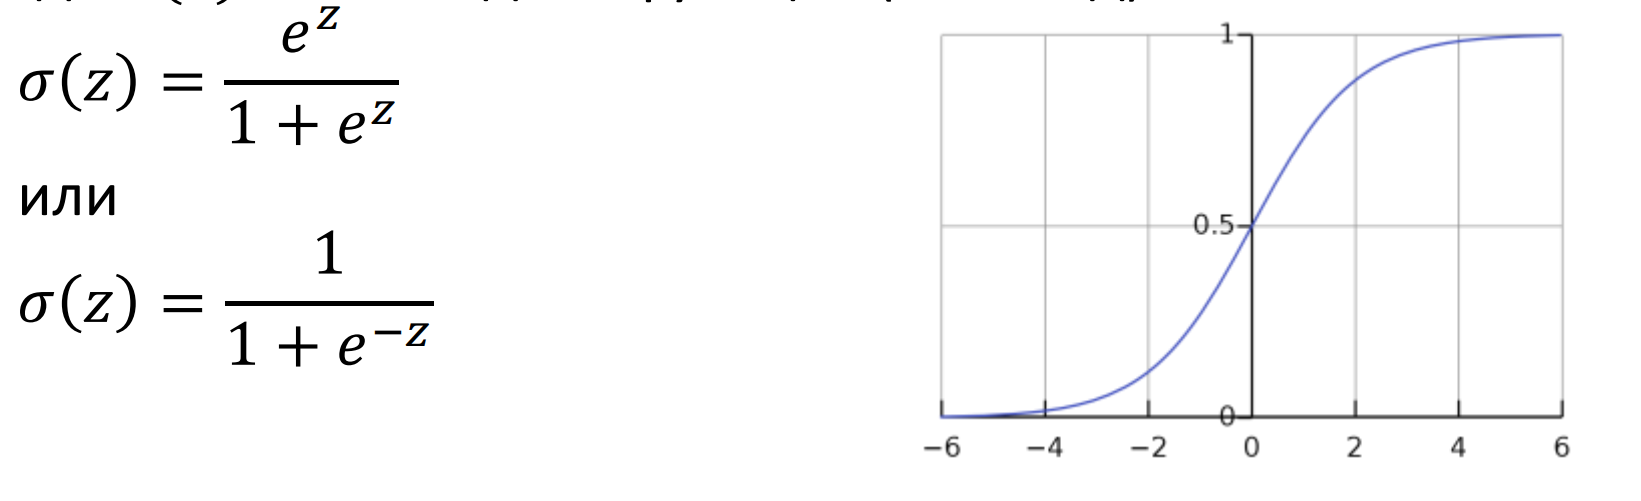 σ(z) = e^z / (1 + e^z)
или
σ(z) = 1 / (1 + e^−z)
1
0.5
0
−6 −4 −2 0 2 4 6